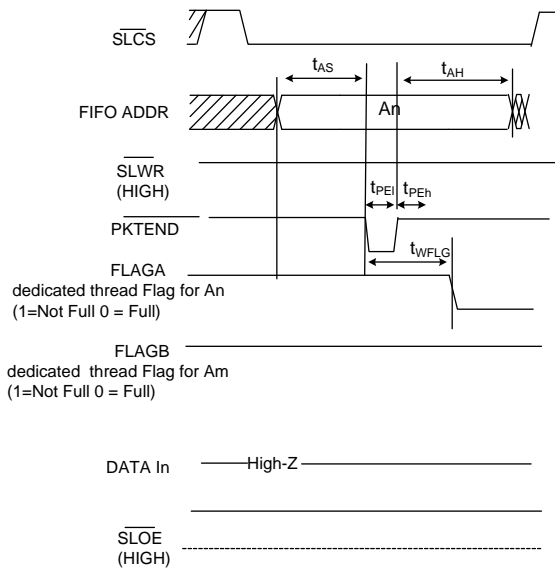 SLCS
tAS
tAH
FIFO ADDR
An
SLWR
(HIGH)
tPEl
tPEh
PKTEND
tWFLG
FLAGA
dedicated thread Flag for An
(1=Not Full 0 = Full)
FLAGB
dedicated thread Flag for Am
(1=Not Full 0 = Full)
DATA In
High-Z
SLOE
(HIGH)